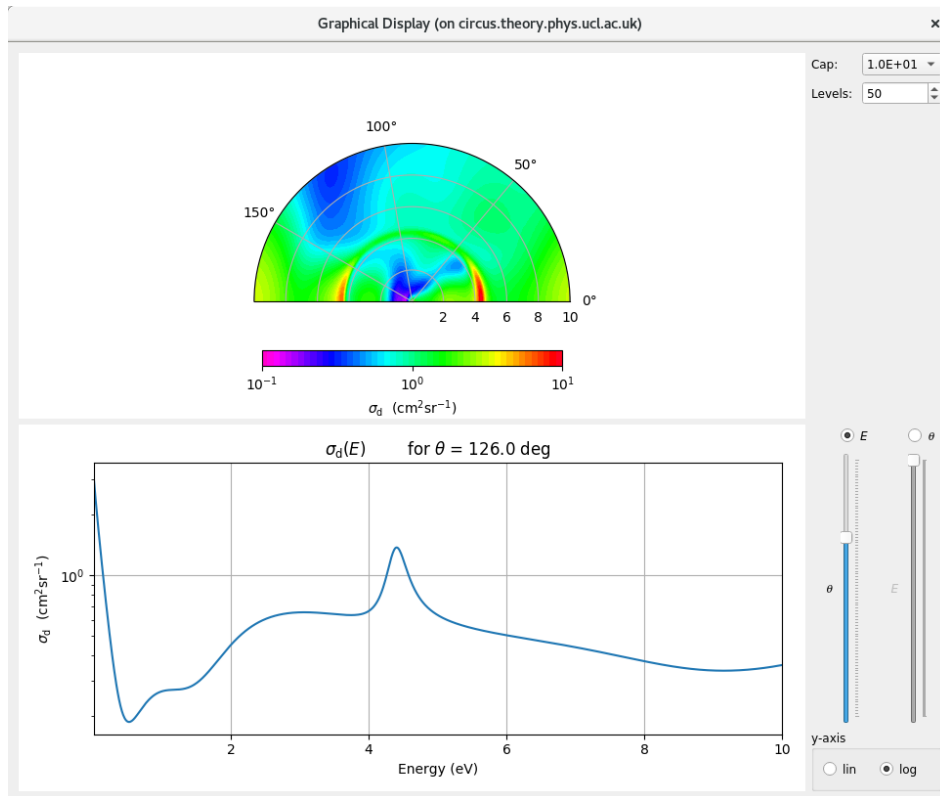 Graphical Display (on circus.theory.phys.ucl.ac.uk) ×
Cap: 1.0E+01
Levels: 50
100°
50°
150°
0°
2 4 6 8 10
10⁻¹ 10⁰ 10¹
σd (cm²sr⁻¹)
σd(E) for θ = 126.0 deg
10⁰
σd (cm²sr⁻¹)
2 4 6 8 10
Energy (eV)
E θ
θ E
y-axis
lin log